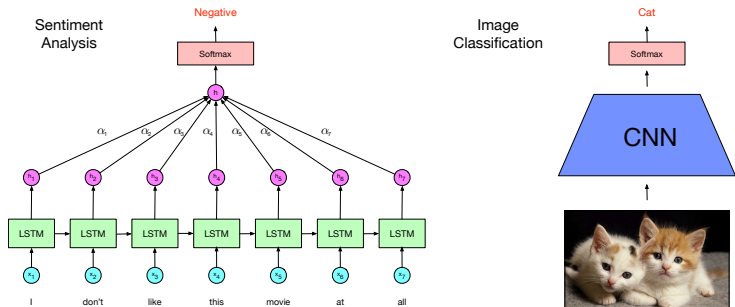 Sentiment
Analysis
Negative
Softmax
h
α₁ α₂ α₃ α₄ α₅ α₆ α₇
h₁ h₂ h₃ h₄ h₅ h₆ h₇
LSTM LSTM LSTM LSTM LSTM LSTM LSTM
x₁ x₂ x₃ x₄ x₅ x₆ x₇
I don't like this movie at all
Image
Classification
Cat
Softmax
CNN